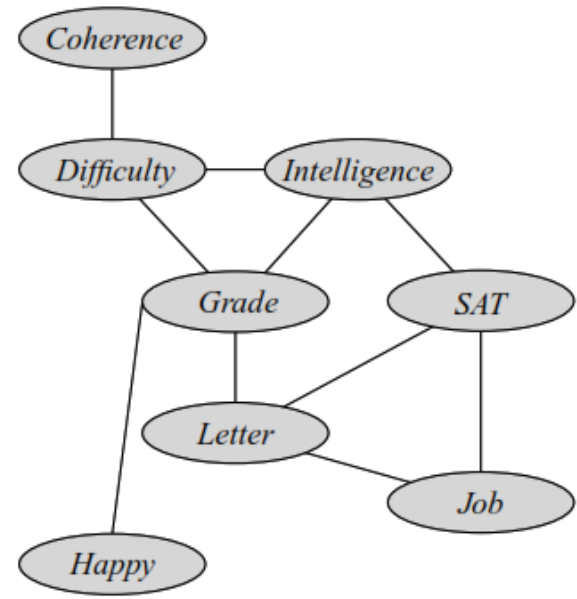 Coherence
Difficulty
Intelligence
Grade
SAT
Letter
Job
Happy